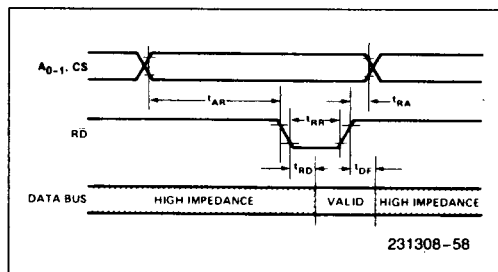 A0-1, CS
tAR
tRA
tRR
RD
tRD
tDF
DATA BUS
HIGH IMPEDANCE
VALID
HIGH IMPEDANCE
231308-58